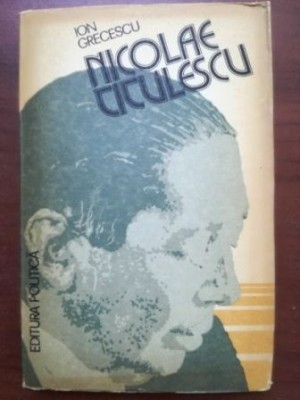 ION
GRECESCU
NICOLAE
TITULESCU
EDITURA POLITICĂ